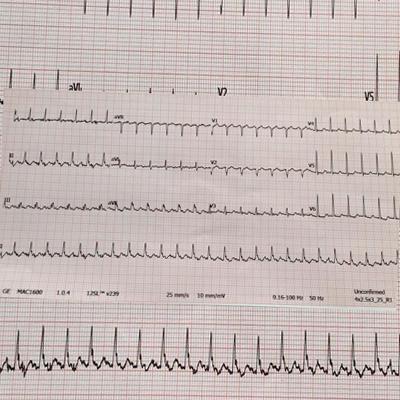 aVL V2 V5
I aVR V1 V4
II aVL V2 V5
III aVF V3 V6
II
GE MAC1600 1.0.4 12SL™ v239 25 mm/s 10 mm/mV 0.16-100 Hz 50 Hz Unconfirmed
4x2.5x3_25_R1